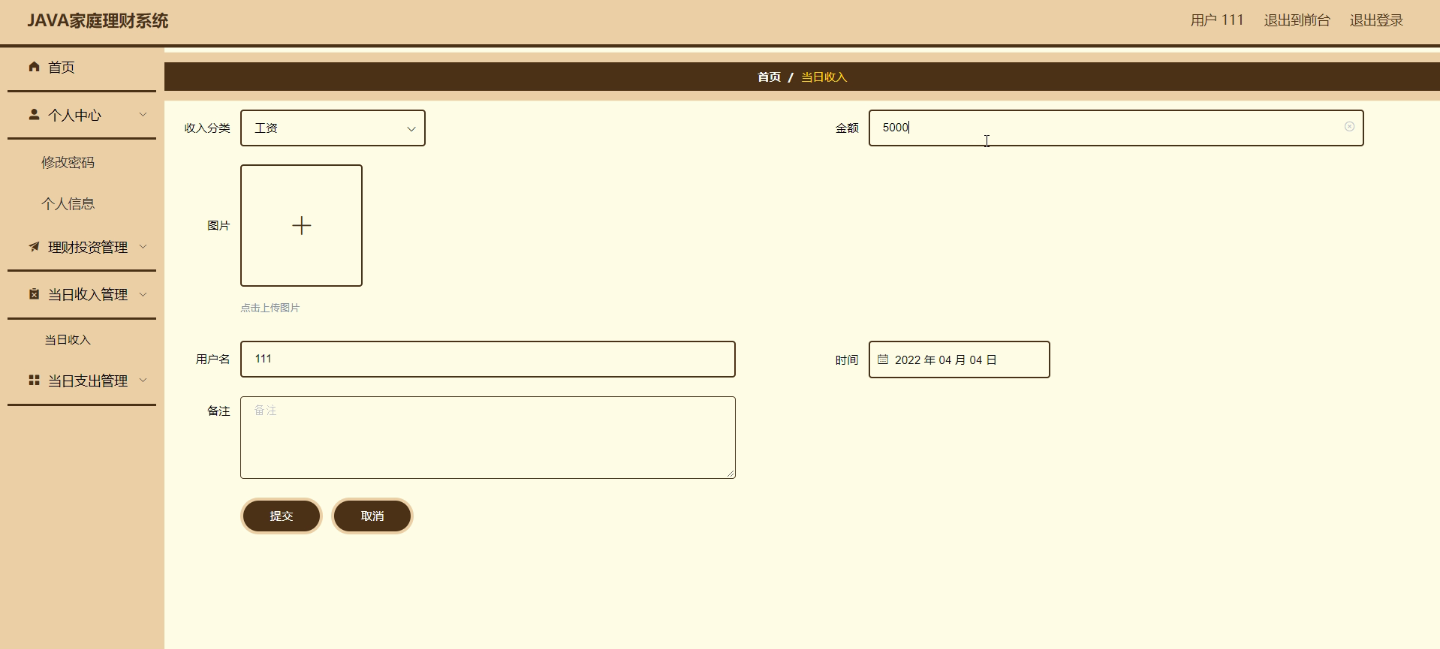 JAVA家庭理财系统
用户 111 退出到前台 退出登录
首页
个人中心
修改密码
个人信息
理财投资管理
当日收入管理
当日收入
当日支出管理
首页 / 当日收入
收入分类 工资
金额 5000
图片
点击上传图片
用户名 111
时间 2022 年 04 月 04 日
备注 备注
提交 取消